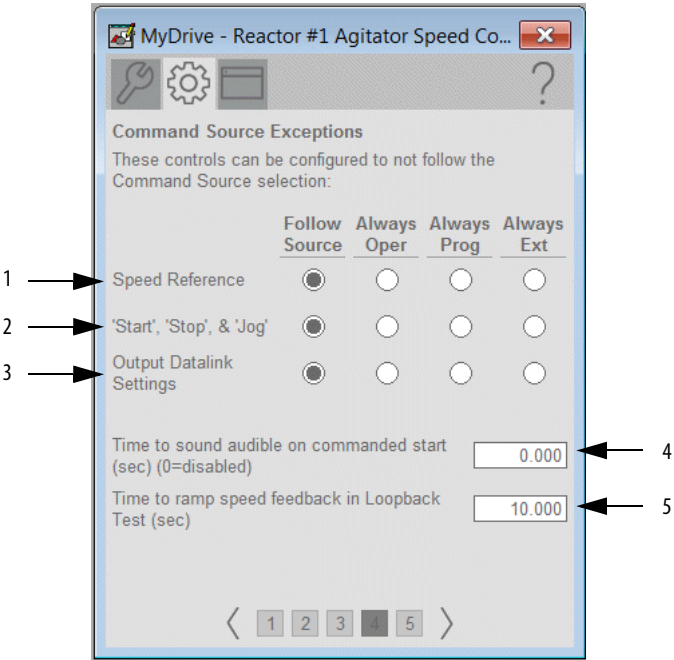 MyDrive - Reactor #1 Agitator Speed Co...
?
Command Source Exceptions
These controls can be configured to not follow the
Command Source selection:
Follow Source
Always Oper
Always Prog
Always Ext
1
Speed Reference
2
'Start', 'Stop', & 'Jog'
3
Output Datalink
Settings
Time to sound audible on commanded start
(sec) (0=disabled)
0.000
4
Time to ramp speed feedback in Loopback
Test (sec)
10.000
5
1 2 3 4 5